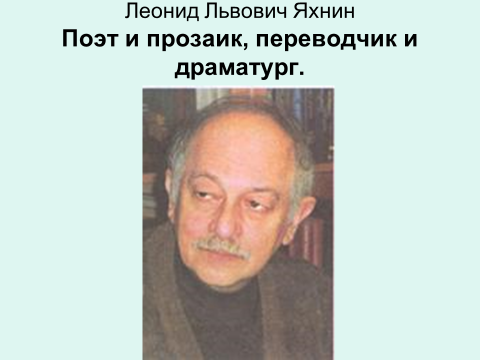 Леонид Львович Яхнин
Поэт и прозаик, переводчик и
драматург.